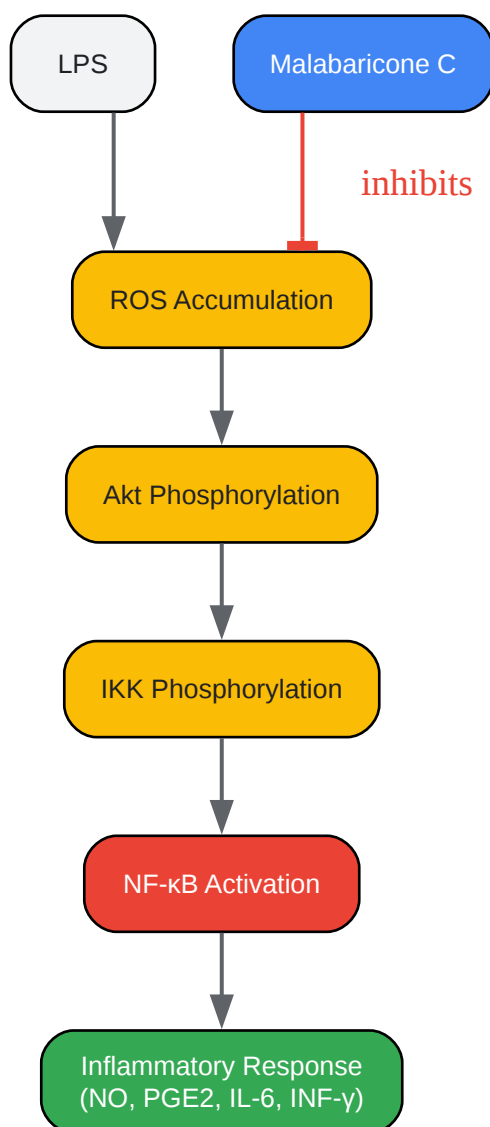 LPS
Malabaricone C
inhibits
ROS Accumulation
Akt Phosphorylation
IKK Phosphorylation
NF-κB Activation
Inflammatory Response
(NO, PGE2, IL-6, INF-γ)